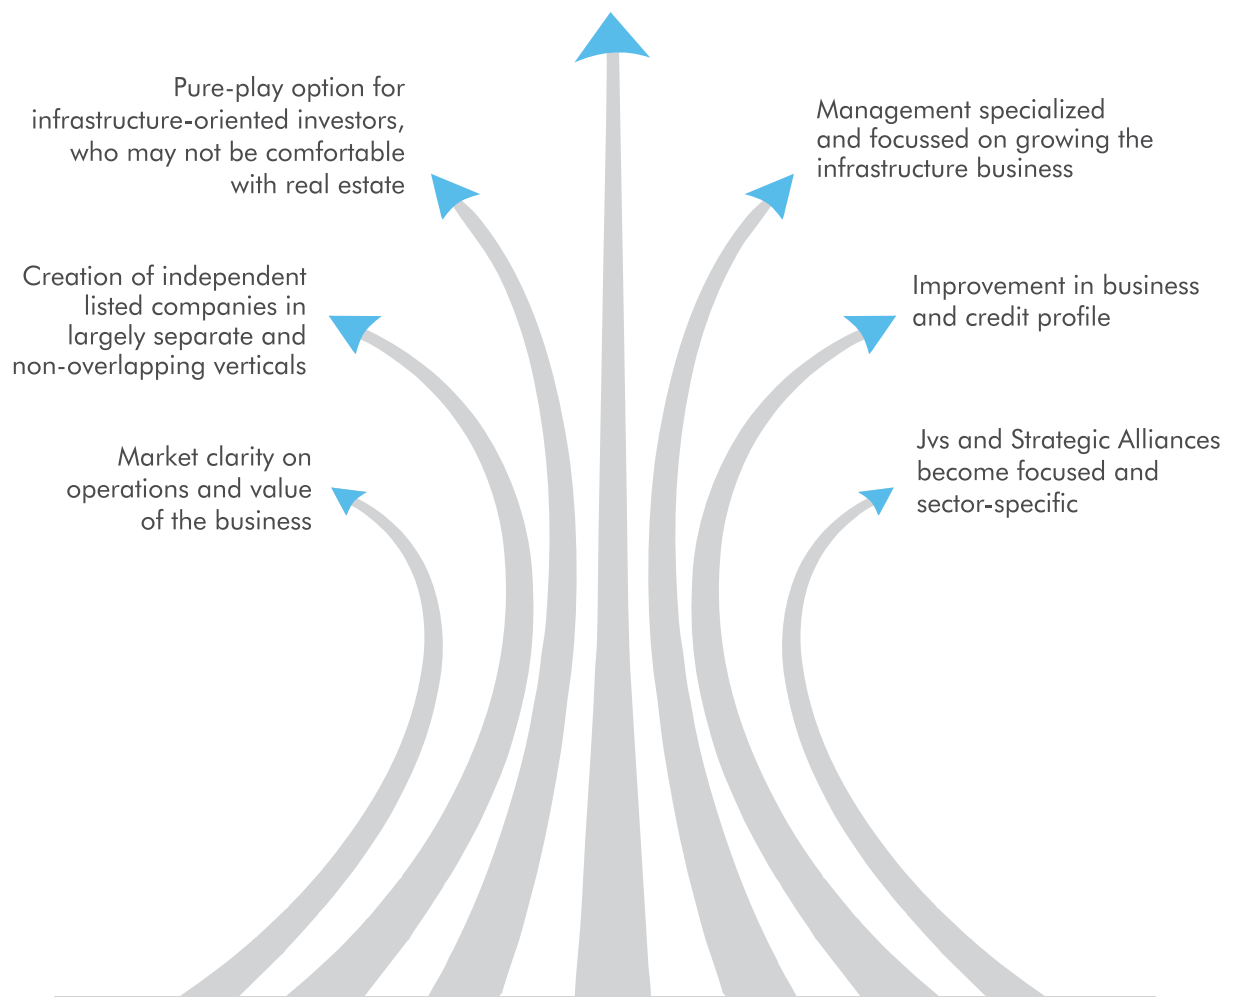 Pure-play option for
infrastructure-oriented investors,
who may not be comfortable
with real estate
Management specialized
and focussed on growing the
infrastructure business
Creation of independent
listed companies in
largely separate and
non-overlapping verticals
Improvement in business
and credit profile
Market clarity on
operations and value
of the business
Jvs and Strategic Alliances
become focused and
sector-specific